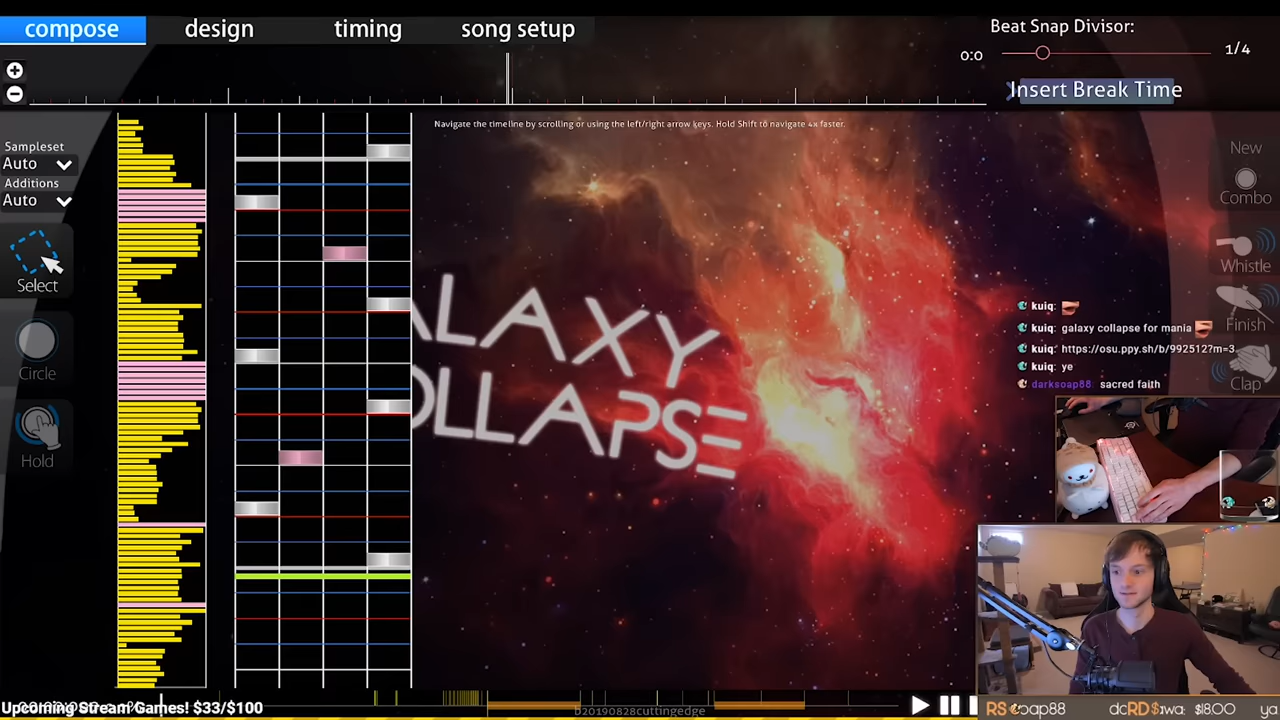 compose
design
timing
song setup
Beat Snap Divisor:
0:0
1/4
Insert Break Time
Navigate the timeline by scrolling or using the left/right arrow keys. Hold Shift to navigate 4x faster.
Sampleset
Auto
Additions
Auto
Select
Circle
Hold
New
Combo
Whistle
Finish
Clap
ALAXY
OLLAPSE
kuiq:
kuiq: galaxy collapse for mania
kuiq: https://osu.ppy.sh/b/992512?m=3
kuiq: ye
darksoap88: sacred faith
Upcoming Stream Games! $33/$100
b20190828cuttingedge